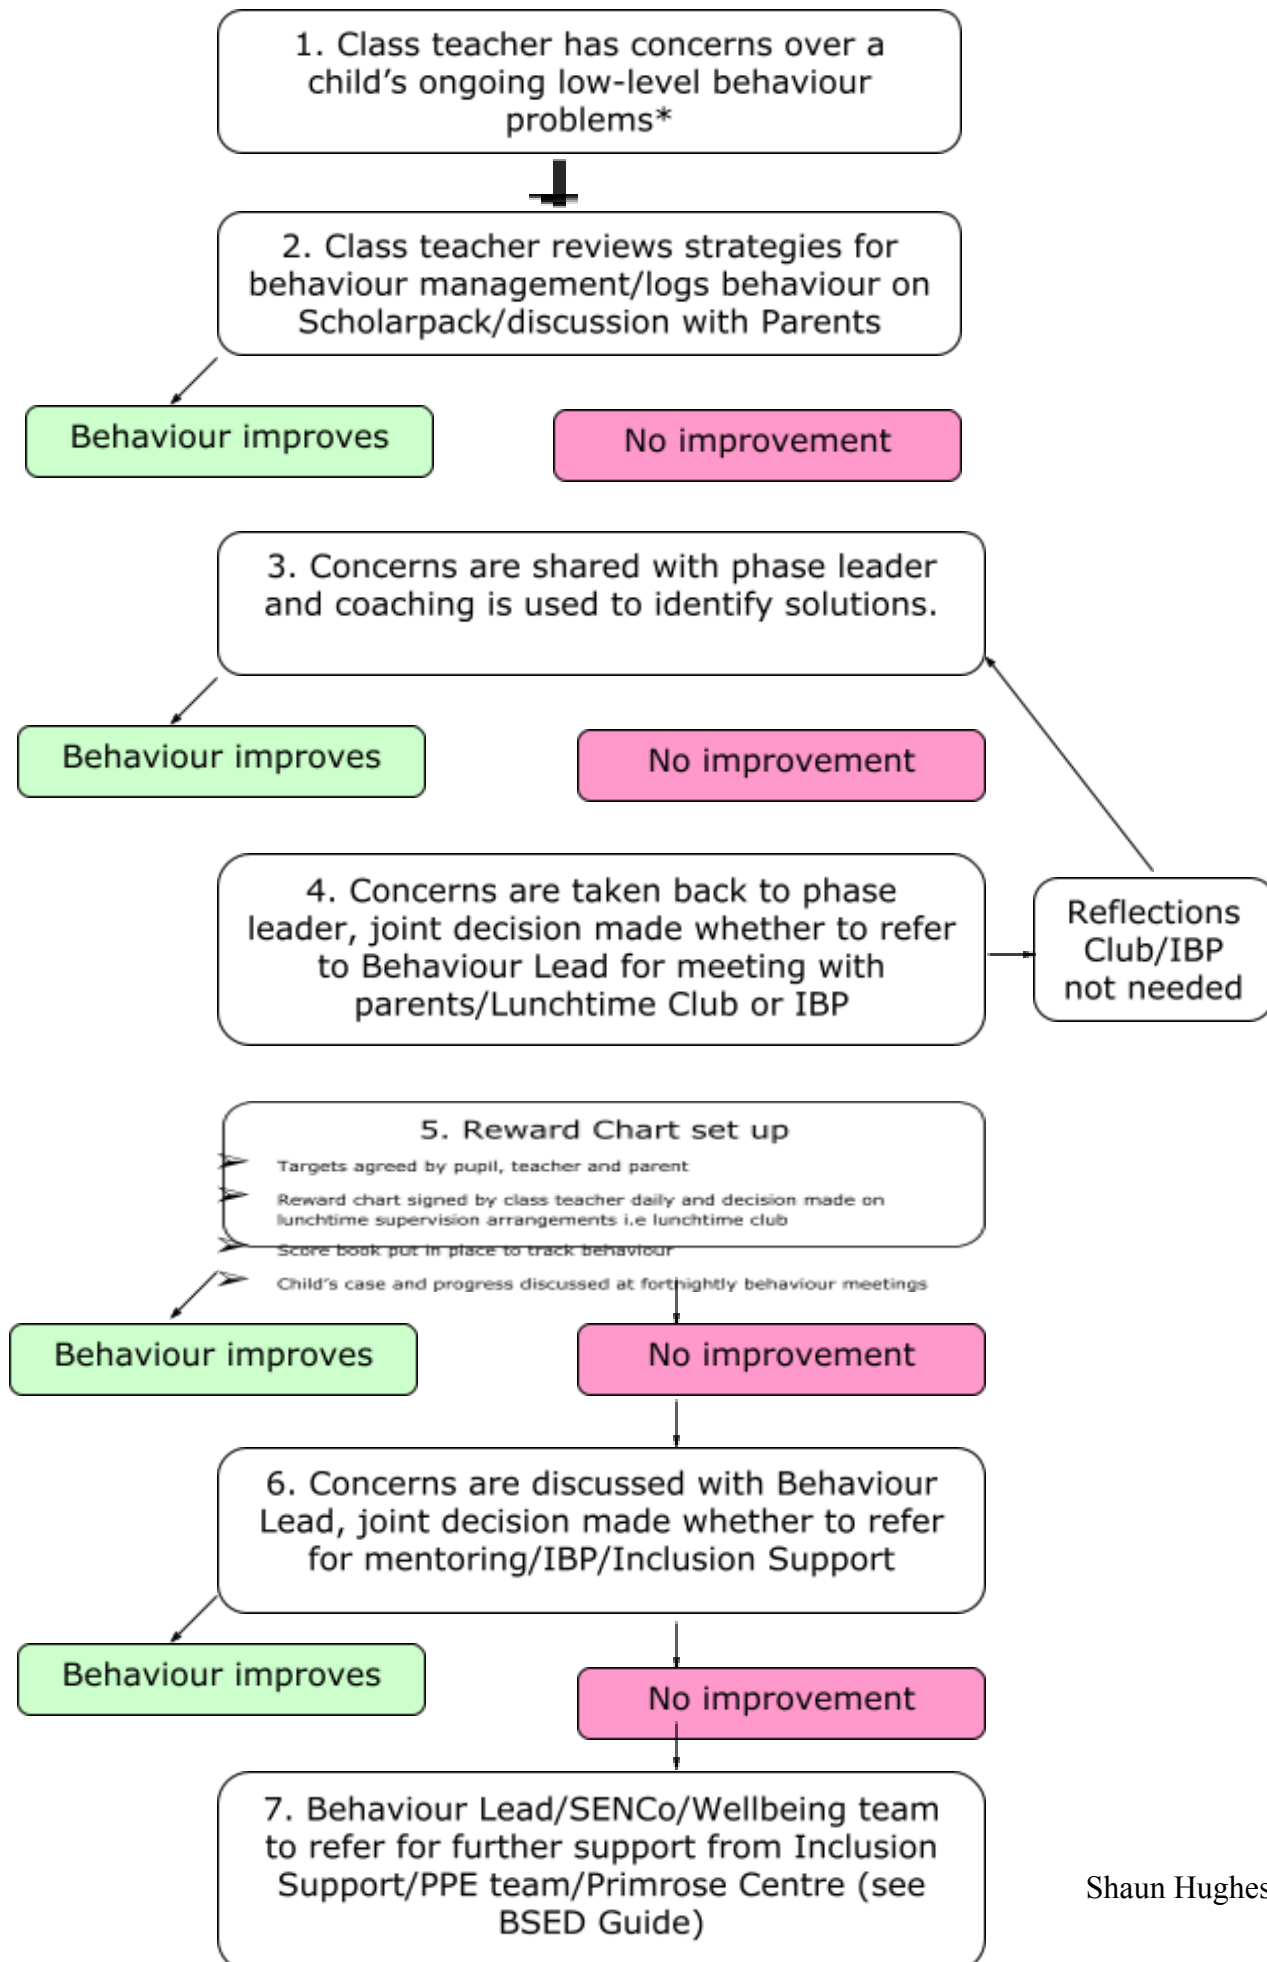 1. Class teacher has concerns over a
child’s ongoing low-level behaviour
problems*
2. Class teacher reviews strategies for
behaviour management/logs behaviour on
Scholarpack/discussion with Parents
Behaviour improves
No improvement
3. Concerns are shared with phase leader
and coaching is used to identify solutions.
Behaviour improves
No improvement
4. Concerns are taken back to phase
leader, joint decision made whether to refer
to Behaviour Lead for meeting with
parents/Lunchtime Club or IBP
Reflections
Club/IBP
not needed
5. Reward Chart set up
Targets agreed by pupil, teacher and parent
Reward chart signed by class teacher daily and decision made on
lunchtime supervision arrangements i.e lunchtime club
Score book put in place to track behaviour
Child’s case and progress discussed at fortnightly behaviour meetings
Behaviour improves
No improvement
6. Concerns are discussed with Behaviour
Lead, joint decision made whether to refer
for mentoring/IBP/Inclusion Support
Behaviour improves
No improvement
7. Behaviour Lead/SENCo/Wellbeing team
to refer for further support from Inclusion
Support/PPE team/Primrose Centre (see
BSED Guide)
Shaun Hughes